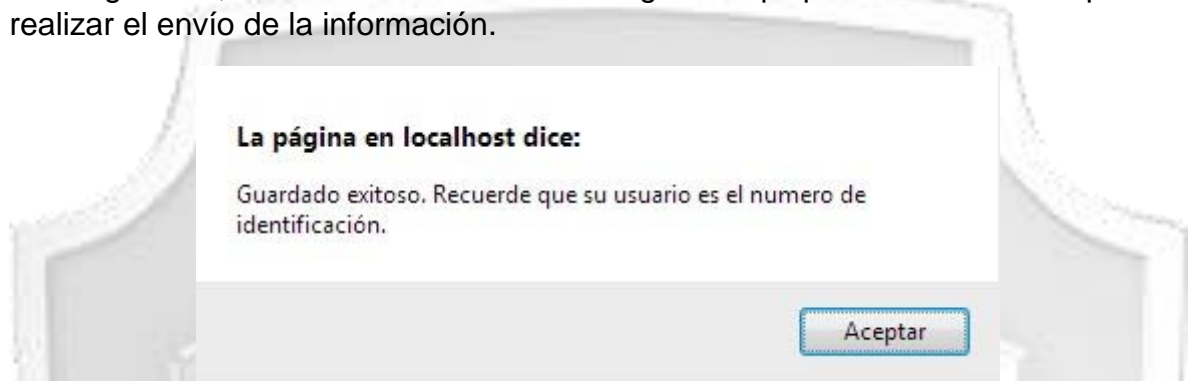 realizar el envío de la información.
La página en localhost dice:
Guardado exitoso. Recuerde que su usuario es el numero de
identificación.
Aceptar